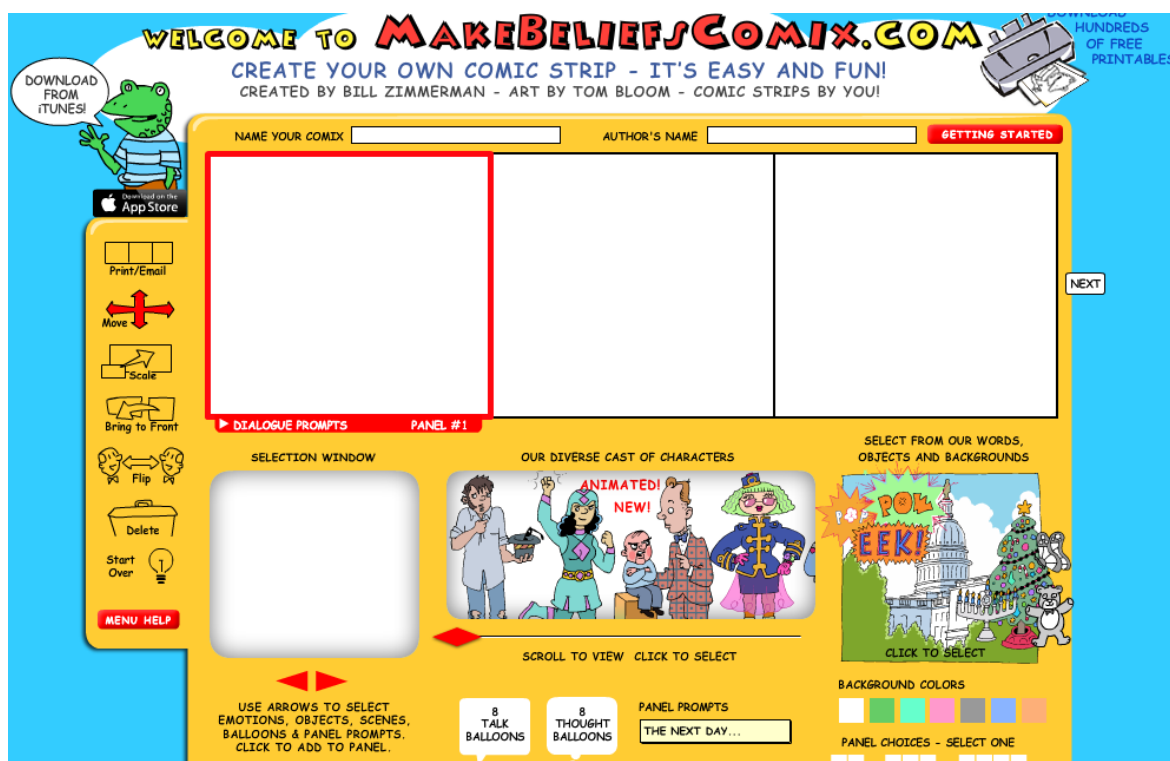 WELCOME TO MAKEBELIEFSCOMIX.COM
DOWNLOAD
HUNDREDS
OF FREE
PRINTABLES
CREATE YOUR OWN COMIC STRIP - IT'S EASY AND FUN!
CREATED BY BILL ZIMMERMAN - ART BY TOM BLOOM - COMIC STRIPS BY YOU!
DOWNLOAD
FROM
iTUNES!
Download on the
App Store
NAME YOUR COMIX
AUTHOR'S NAME
GETTING STARTED
Print/Email
Move
Scale
Bring to Front
Flip
Delete
Start
Over
MENU HELP
NEXT
DIALOGUE PROMPTS PANEL #1
SELECTION WINDOW
OUR DIVERSE CAST OF CHARACTERS
ANIMATED!
NEW!
SELECT FROM OUR WORDS,
OBJECTS AND BACKGROUNDS
POW
EEK!
CLICK TO SELECT
SCROLL TO VIEW CLICK TO SELECT
USE ARROWS TO SELECT
EMOTIONS, OBJECTS, SCENES,
BALLOONS & PANEL PROMPTS.
CLICK TO ADD TO PANEL.
8
TALK
BALLOONS
8
THOUGHT
BALLOONS
PANEL PROMPTS
THE NEXT DAY...
BACKGROUND COLORS
PANEL CHOICES - SELECT ONE